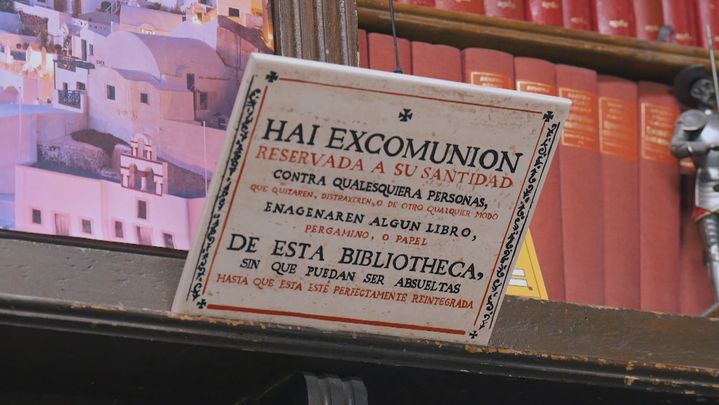 HAI EXCOMUNION
RESERVADA A SU SANTIDAD
CONTRA QUALESQUIERA PERSONAS,
QUE QUITAREN, DISTRAXEREN, O DE OTRO QUALQUIER MODO
ENAGENAREN ALGUN LIBRO,
PERGAMINO, O PAPEL
DE ESTA BIBLIOTHECA,
SIN QUE PUEDAN SER ABSUELTAS
HASTA QUE ESTA ESTÉ PERFECTAMENTE REINTEGRADA